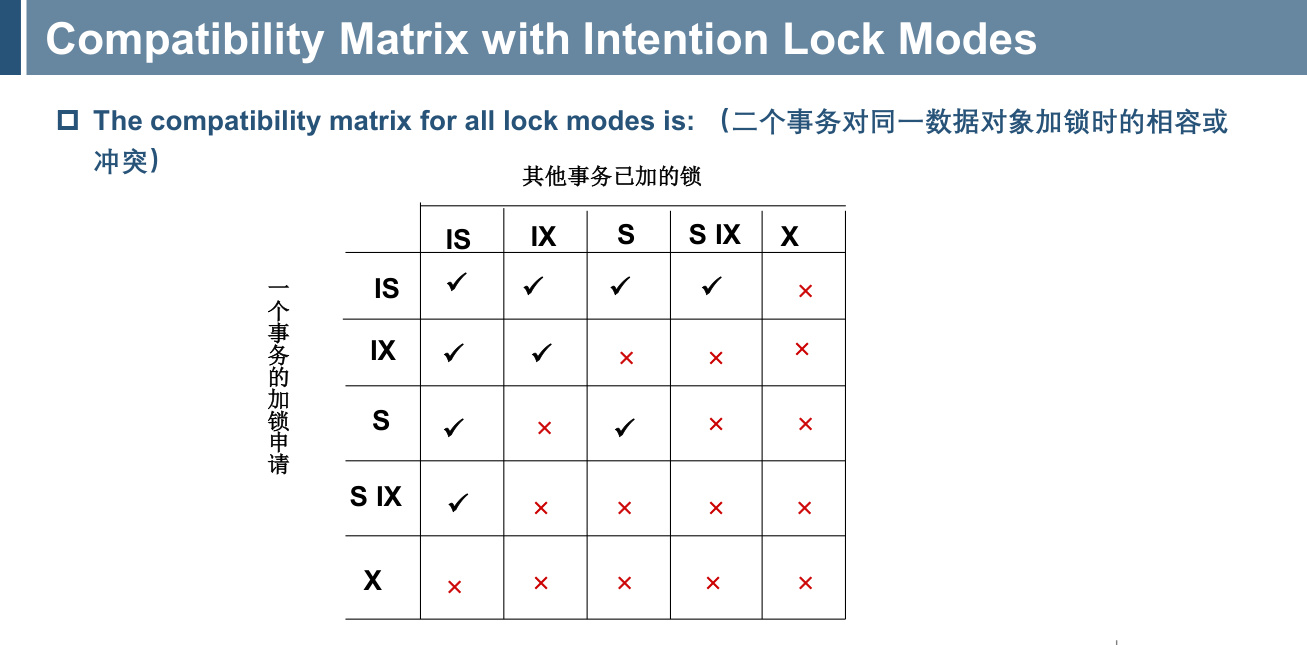 Compatibility Matrix with Intention Lock Modes
The compatibility matrix for all lock modes is: （二个事务对同一数据对象加锁时的相容或
冲突）
其他事务已加的锁
IS IX S S IX X
一个事务的加锁申请
IS ✓ ✓ ✓ ✓ ×
IX ✓ ✓ × × ×
S ✓ × ✓ × ×
S IX ✓ × × × ×
X × × × × ×